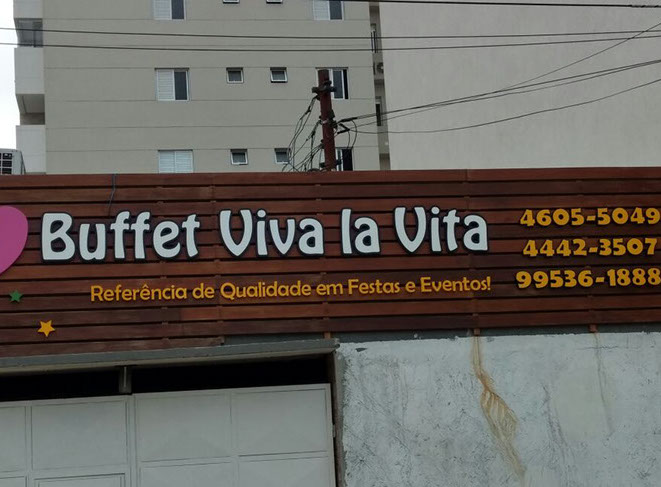 Buffet Viva la Vita
Referência de Qualidade em Festas e Eventos!
4605-5049
4442-3507
99536-1888